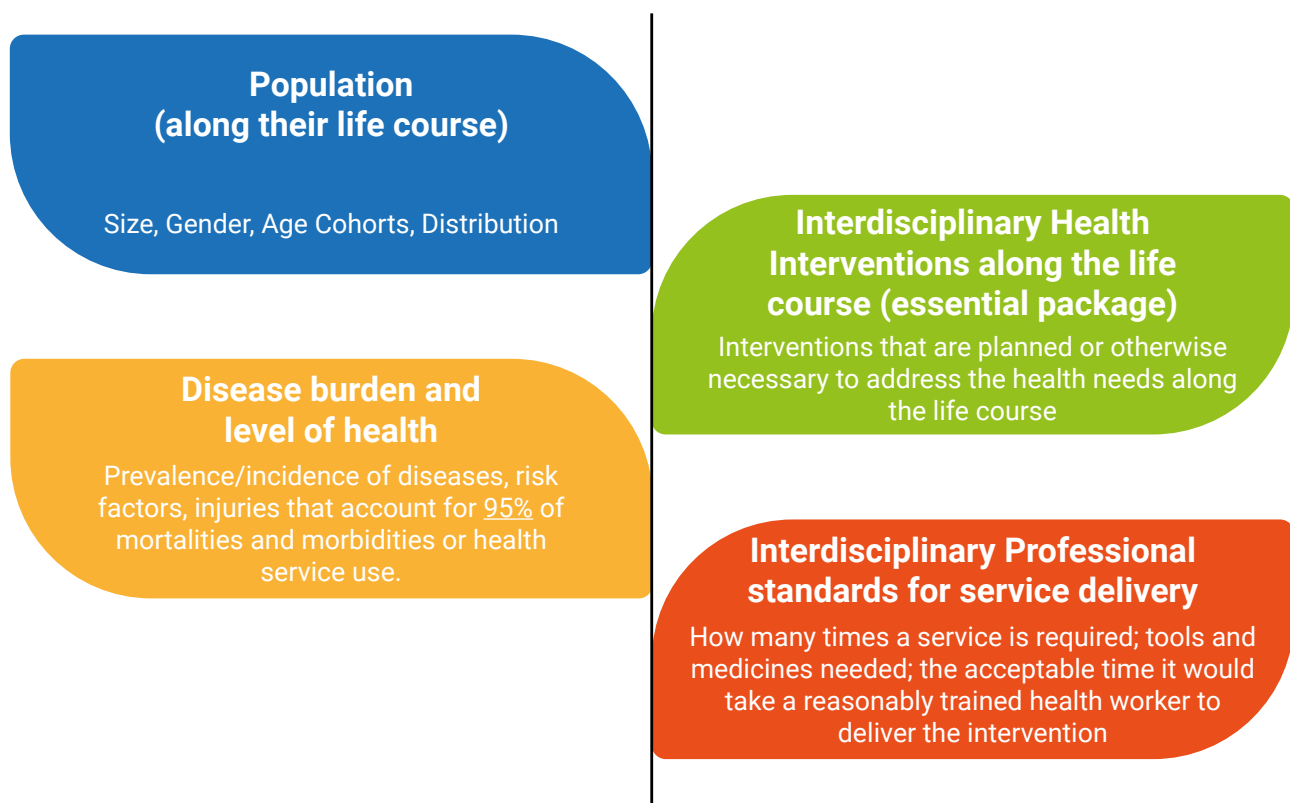 Population
(along their life course)
Size, Gender, Age Cohorts, Distribution
Interdisciplinary Health
Interventions along the life
course (essential package)
Interventions that are planned or otherwise
necessary to address the health needs along
the life course
Disease burden and
level of health
Prevalence/incidence of diseases, risk
factors, injuries that account for 95% of
mortalities and morbidities or health
service use.
Interdisciplinary Professional
standards for service delivery
How many times a service is required; tools and
medicines needed; the acceptable time it would
take a reasonably trained health worker to
deliver the intervention